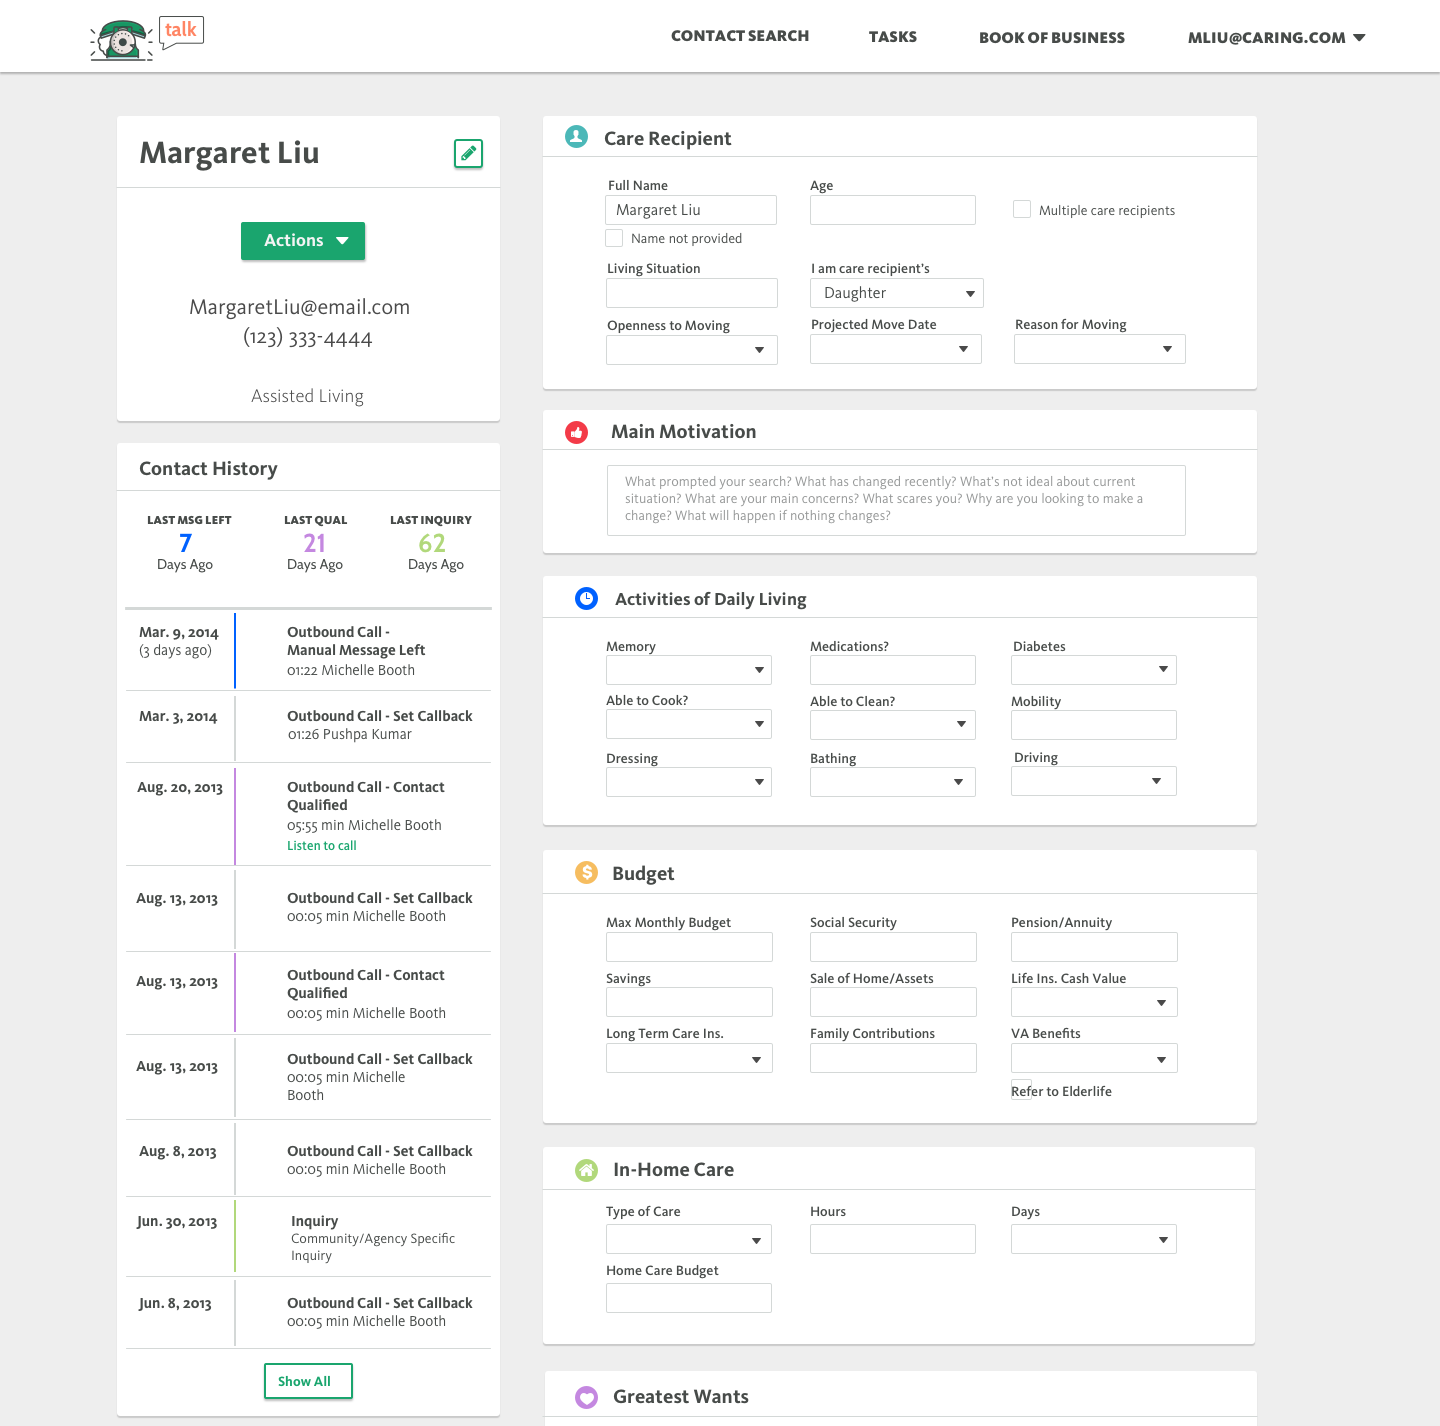 talk
CONTACT SEARCH
TASKS
BOOK OF BUSINESS
MLIU@CARING.COM
Margaret Liu
Actions
MargaretLiu@email.com
(123) 333-4444
Assisted Living
Contact History
LAST MSG LEFT
7
Days Ago
LAST QUAL
21
Days Ago
LAST INQUIRY
62
Days Ago
Mar. 9, 2014
(3 days ago)
Outbound Call -
Manual Message Left
01:22 Michelle Booth
Mar. 3, 2014
Outbound Call - Set Callback
01:26 Pushpa Kumar
Aug. 20, 2013
Outbound Call - Contact
Qualified
05:55 min Michelle Booth
Listen to call
Aug. 13, 2013
Outbound Call - Set Callback
00:05 min Michelle Booth
Aug. 13, 2013
Outbound Call - Contact
Qualified
00:05 min Michelle Booth
Aug. 13, 2013
Outbound Call - Set Callback
00:05 min Michelle
Booth
Aug. 8, 2013
Outbound Call - Set Callback
00:05 min Michelle Booth
Jun. 30, 2013
Inquiry
Community/Agency Specific
Inquiry
Jun. 8, 2013
Outbound Call - Set Callback
00:05 min Michelle Booth
Show All
Care Recipient
Full Name
Margaret Liu
Name not provided
Age
Multiple care recipients
Living Situation
I am care recipient's
Daughter
Openness to Moving
Projected Move Date
Reason for Moving
Main Motivation
What prompted your search? What has changed recently? What's not ideal about current
situation? What are your main concerns? What scares you? Why are you looking to make a
change? What will happen if nothing changes?
Activities of Daily Living
Memory
Medications?
Diabetes
Able to Cook?
Able to Clean?
Mobility
Dressing
Bathing
Driving
$
Budget
Max Monthly Budget
Social Security
Pension/Annuity
Savings
Sale of Home/Assets
Life Ins. Cash Value
Long Term Care Ins.
Family Contributions
VA Benefits
Refer to Elderlife
In-Home Care
Type of Care
Hours
Days
Home Care Budget
Greatest Wants